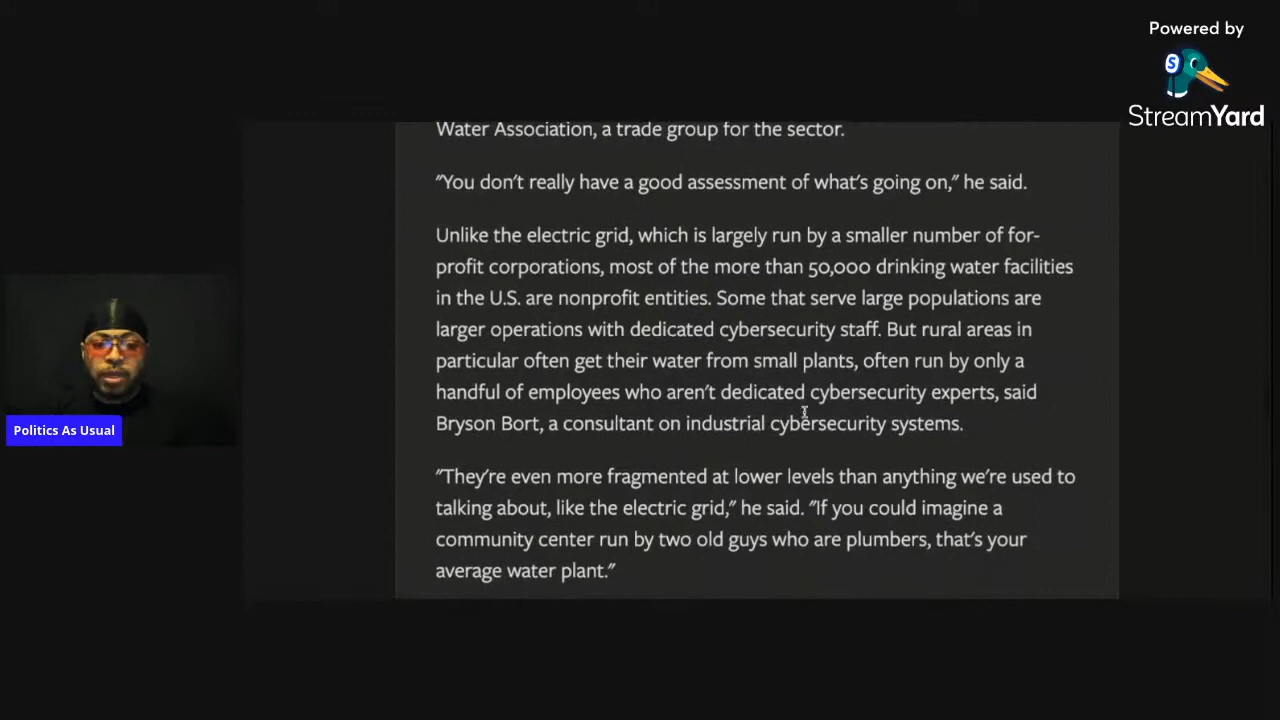 Powered by
S
StreamYard
Water Association, a trade group for the sector.
"You don't really have a good assessment of what's going on," he said.
Unlike the electric grid, which is largely run by a smaller number of for-
profit corporations, most of the more than 50,000 drinking water facilities
in the U.S. are nonprofit entities. Some that serve large populations are
larger operations with dedicated cybersecurity staff. But rural areas in
particular often get their water from small plants, often run by only a
handful of employees who aren't dedicated cybersecurity experts, said
Bryson Bort, a consultant on industrial cybersecurity systems.
"They're even more fragmented at lower levels than anything we're used to
talking about, like the electric grid," he said. "If you could imagine a
community center run by two old guys who are plumbers, that's your
average water plant."
Politics As Usual